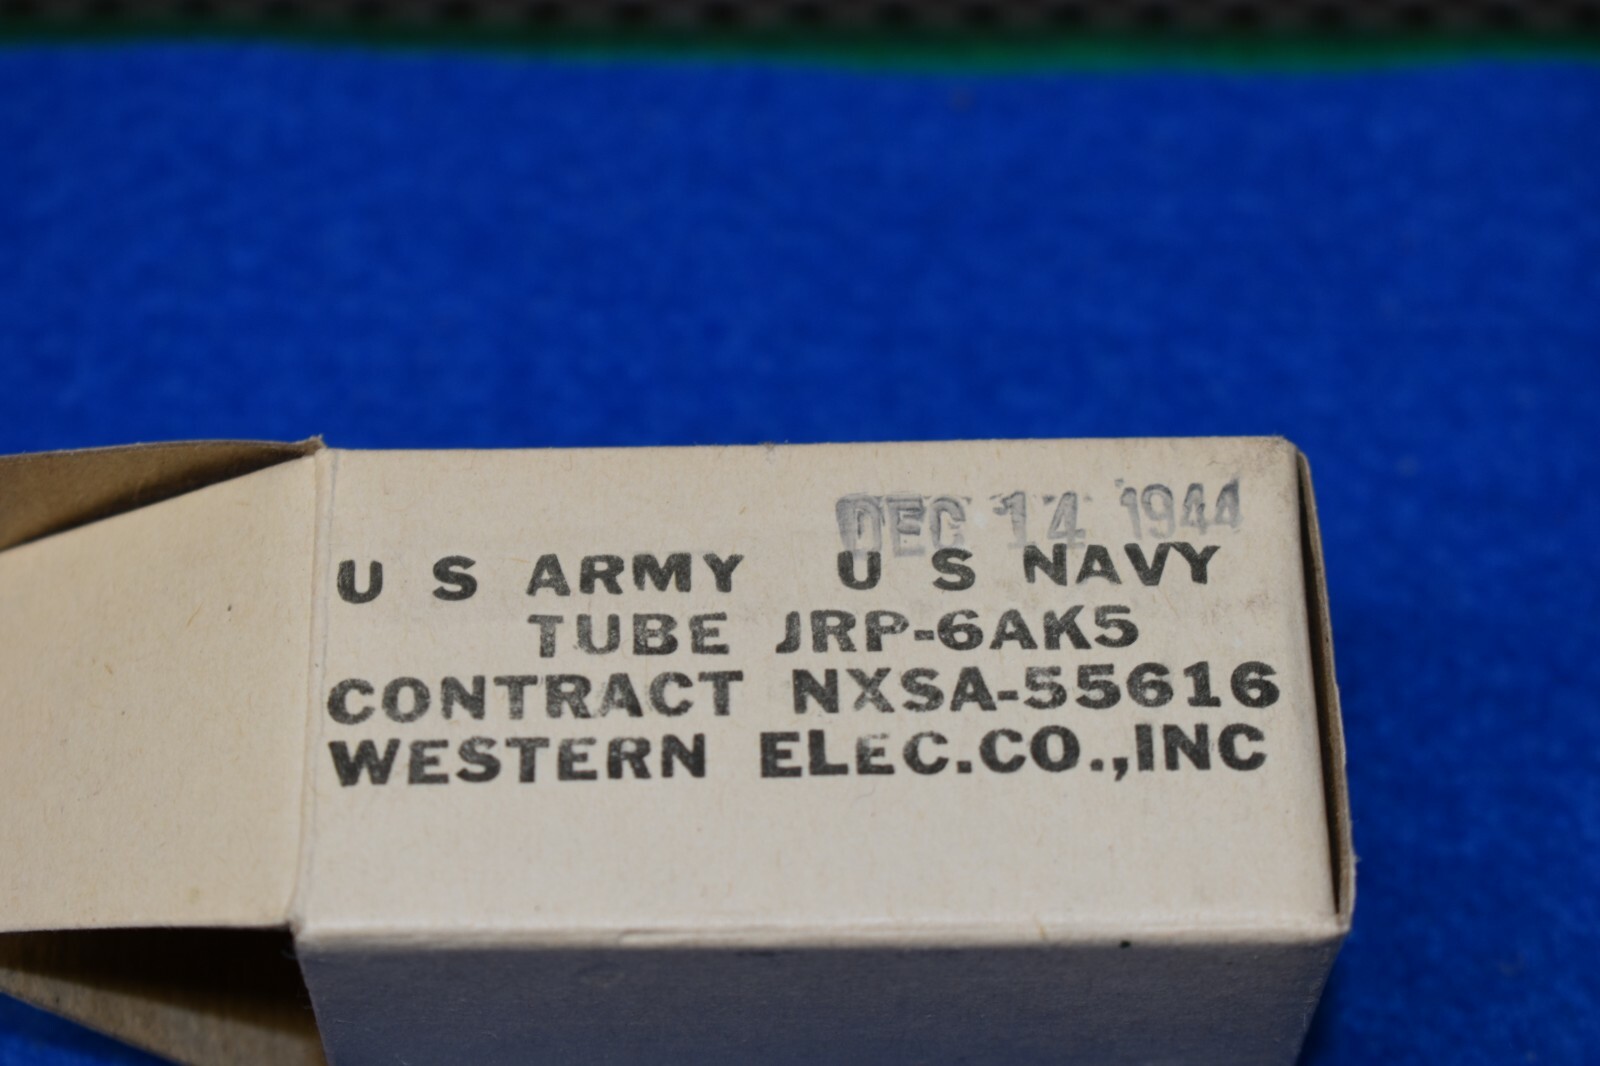 DEC 14 1944
U S ARMY U S NAVY
TUBE JRP-6AK5
CONTRACT NXSA-55616
WESTERN ELEC.CO.,INC